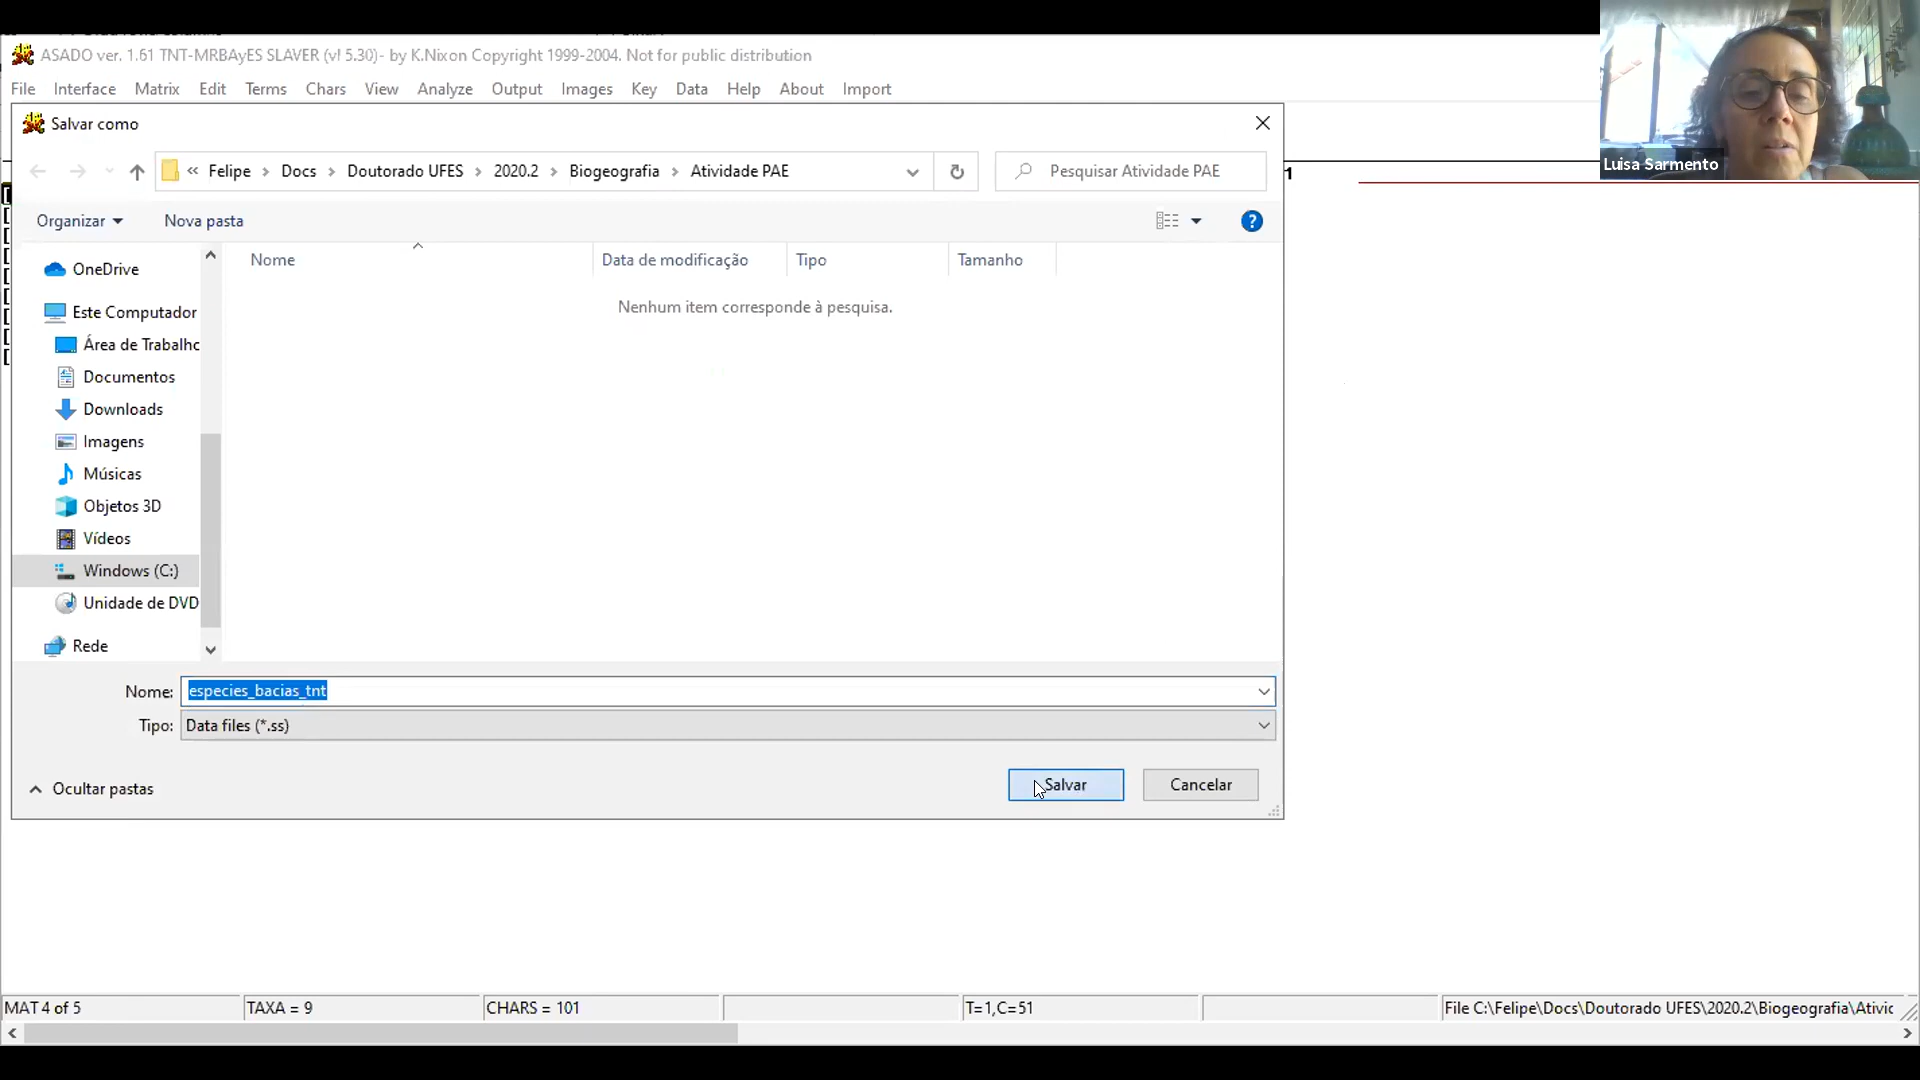 ASADO ver. 1.61 TNT-MRBAyES SLAVER (v! 5.30)- by K.Nixon Copyright 1999-2004. Not for public distribution
File Interface Matrix Edit Terms Chars View Analyze Output Images Key Data Help About Import
Salvar como
« Felipe > Docs > Doutorado UFES > 2020.2 > Biogeografia > Atividade PAE
Pesquisar Atividade PAE
1
Luisa Sarmento
Organizar
Nova pasta
Nome
Data de modificação
Tipo
Tamanho
Nenhum item corresponde à pesquisa.
OneDrive
Este Computador
Área de Trabalho
Documentos
Downloads
Imagens
Músicas
Objetos 3D
Vídeos
Windows (C:)
Unidade de DVD
Rede
Nome: especies_bacias_tnt
Tipo: Data files (*.ss)
Ocultar pastas
Salvar
Cancelar
MAT 4 of 5
TAXA = 9
CHARS = 101
T=1,C=51
File C:\Felipe\Docs\Doutorado UFES\2020.2\Biogeografia\Ativic